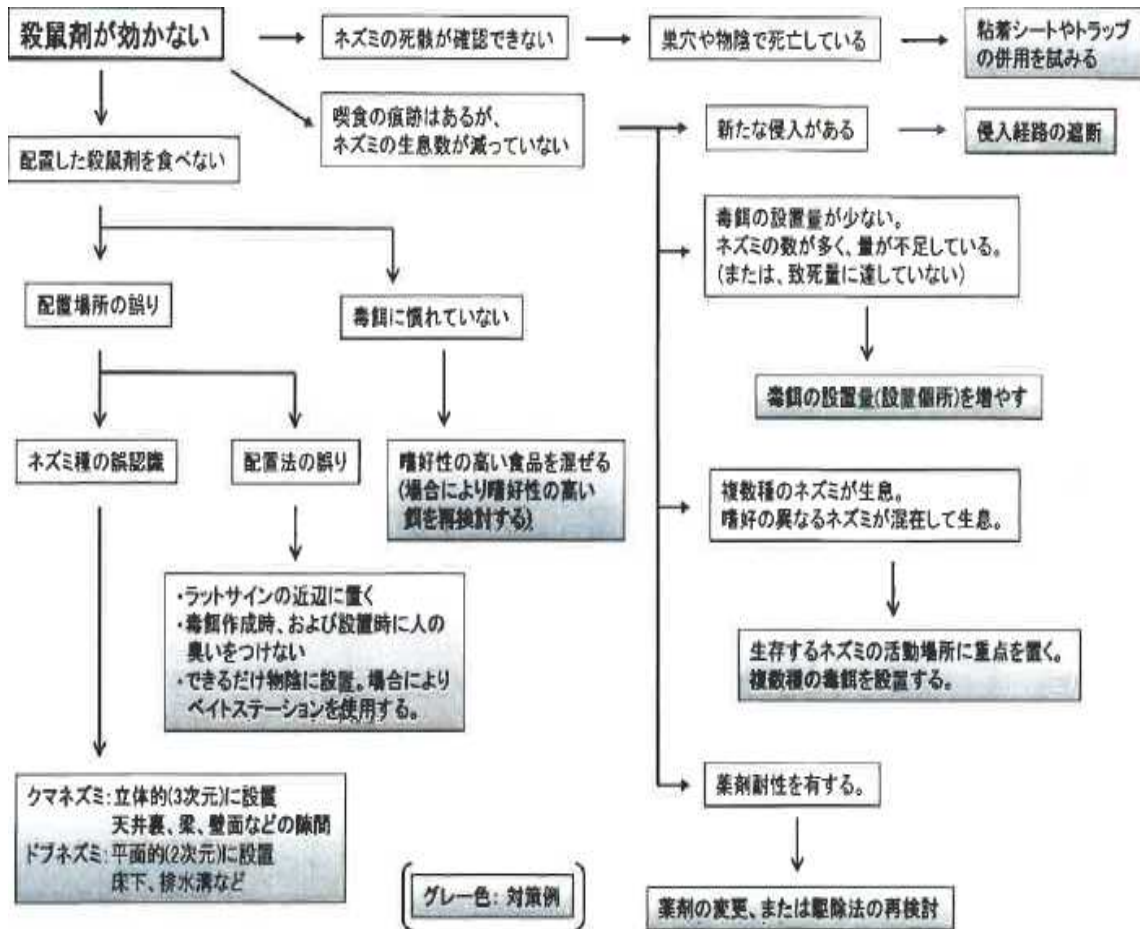 殺鼠剤が効かない
ネズミの死骸が確認できない
巣穴や物陰で死亡している
粘着シートやトラップ
の併用を試みる
喫食の痕跡はあるが、
ネズミの生息数が減っていない
新たな侵入がある
侵入経路の遮断
配置した殺鼠剤を食べない
毒餌の設置量が少ない。
ネズミの数が多く、量が不足している。
(または、致死量に達していない)
配置場所の誤り
毒餌に慣れていない
毒餌の設置量(設置個所)を増やす
ネズミ種の誤認識
配置法の誤り
嗜好性の高い食品を混ぜる
(場合により嗜好性の高い
餌を再検討する)
複数種のネズミが生息。
嗜好の異なるネズミが混在して生息。
・ラットサインの近辺に置く
・毒餌作成時、および設置時に人の
臭いをつけない
・できるだけ物陰に設置。場合により
ベイトステーションを使用する。
生存するネズミの活動場所に重点を置く。
複数種の毒餌を設置する。
薬剤耐性を有する。
クマネズミ:立体的(3次元)に設置
天井裏、梁、壁面などの隙間
ドブネズミ:平面的(2次元)に設置
床下、排水溝など
グレー色: 対策例
薬剤の変更、または駆除法の再検討